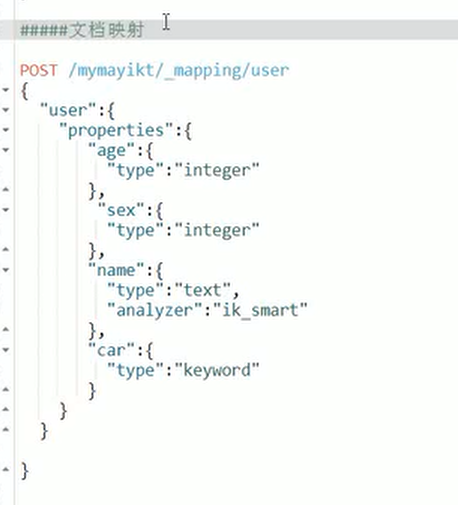 #####文档映射
POST /mymayikt/_mapping/user
{
  "user":{
    "properties":{
       "age":{
         "type":"integer"
       },
        "sex":{
         "type":"integer"
       },
       "name":{
         "type":"text",
         "analyzer":"ik_smart"
       },
       "car":{
         "type":"keyword"
       }
    }
  }
}